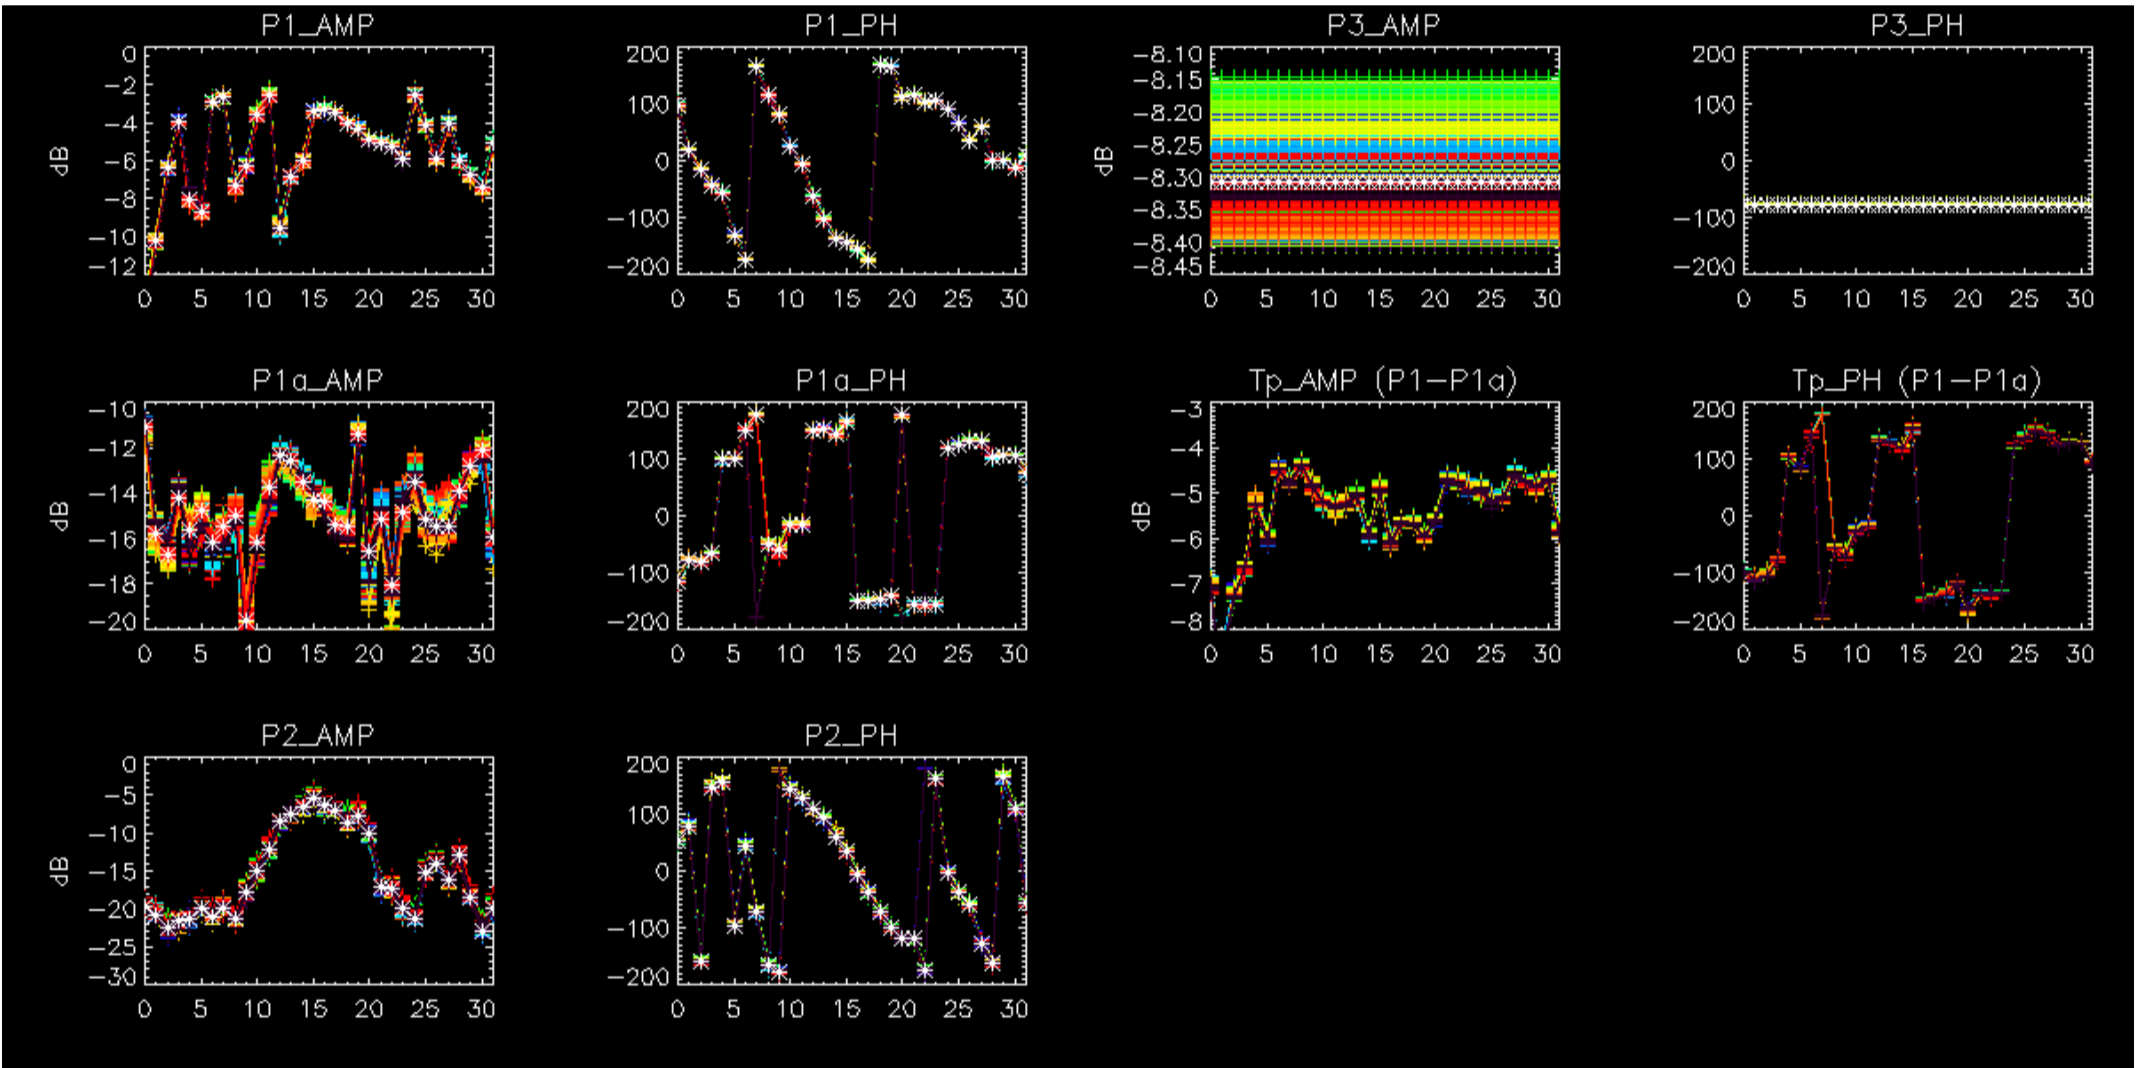 P1_AMP
dB
0
−2
−4
−6
−8
−10
−12
0 5 10 15 20 25 30
P1_PH
200
100
0
−100
−200
0 5 10 15 20 25 30
P3_AMP
dB
−8.10
−8.15
−8.20
−8.25
−8.30
−8.35
−8.40
−8.45
0 5 10 15 20 25 30
P3_PH
200
100
0
−100
−200
0 5 10 15 20 25 30
P1a_AMP
dB
−10
−12
−14
−16
−18
−20
0 5 10 15 20 25 30
P1a_PH
200
100
0
−100
−200
0 5 10 15 20 25 30
Tp_AMP (P1−P1a)
dB
−3
−4
−5
−6
−7
−8
0 5 10 15 20 25 30
Tp_PH (P1−P1a)
200
100
0
−100
−200
0 5 10 15 20 25 30
P2_AMP
dB
0
−5
−10
−15
−20
−25
−30
0 5 10 15 20 25 30
P2_PH
200
100
0
−100
−200
0 5 10 15 20 25 30